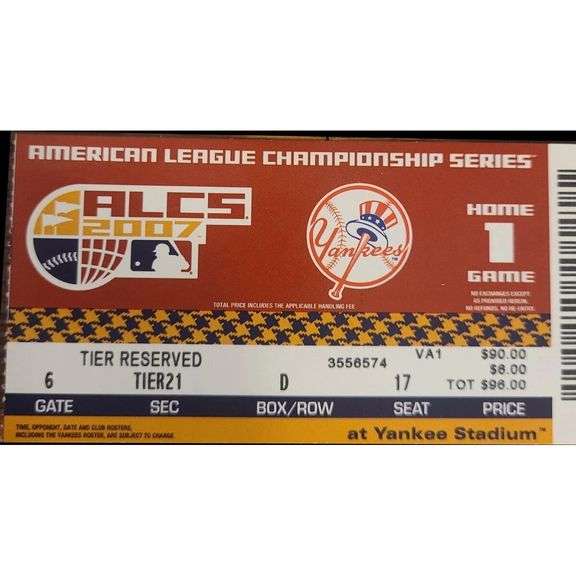 AMERICAN LEAGUE CHAMPIONSHIP SERIES™
ALCS
2007
Yankees
HOME
1
GAME
TOTAL PRICE INCLUDES THE APPLICABLE HANDLING FEE
NO EXCHANGES EXCEPT
AS PROVIDED HEREIN.
NO REFUNDS, NO RE-ENTRY.
TIER RESERVED 3556574 VA1 $90.00
$6.00
6 TIER21 D 17 TOT $96.00
GATE SEC BOX/ROW SEAT PRICE
TIME, OPPONENT, DATE AND CLUB ROSTERS,
INCLUDING THE YANKEES ROSTER, ARE SUBJECT TO CHANGE
at Yankee Stadium™